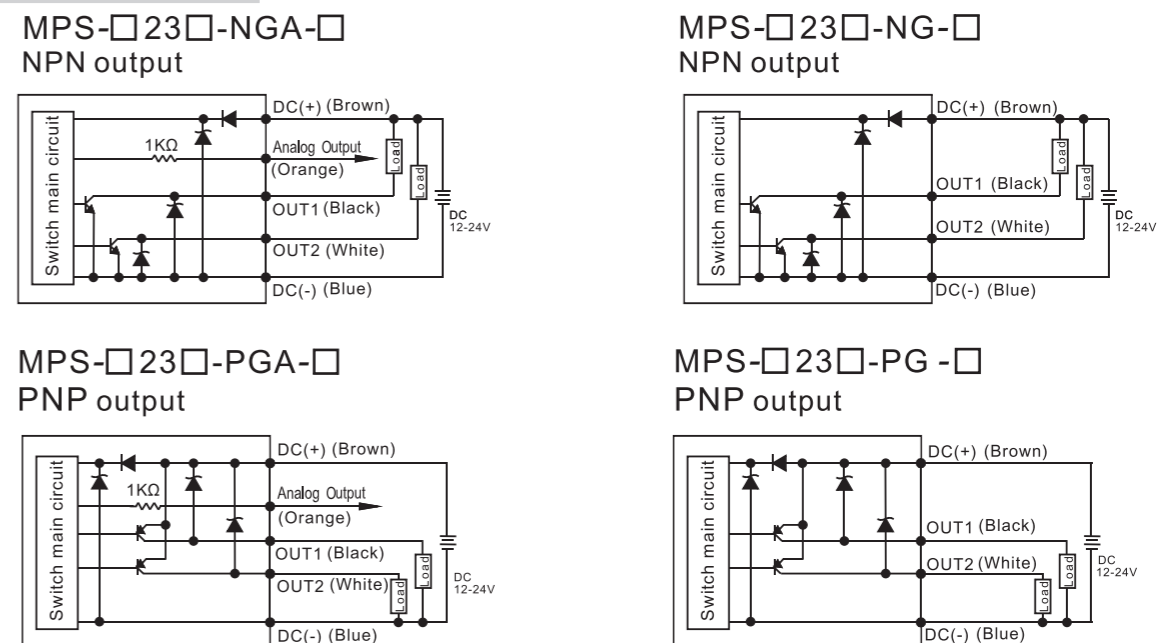 MPS-□23□-NGA-□
NPN output
Switch main circuit
DC(+) (Brown)
1KΩ
Analog Output
(Orange)
Load
Load
OUT1 (Black)
DC
12-24V
OUT2 (White)
DC(-) (Blue)
MPS-□23□-NG-□
NPN output
Switch main circuit
DC(+) (Brown)
Load
Load
OUT1 (Black)
DC
12-24V
OUT2 (White)
DC(-) (Blue)
MPS-□23□-PGA-□
PNP output
Switch main circuit
DC(+) (Brown)
1KΩ
Analog Output
(Orange)
OUT1 (Black)
OUT2 (White)
Load
Load
DC
12-24V
DC(-) (Blue)
MPS-□23□-PG -□
PNP output
Switch main circuit
DC(+) (Brown)
OUT1 (Black)
OUT2 (White)
Load
Load
DC
12-24V
DC(-) (Blue)